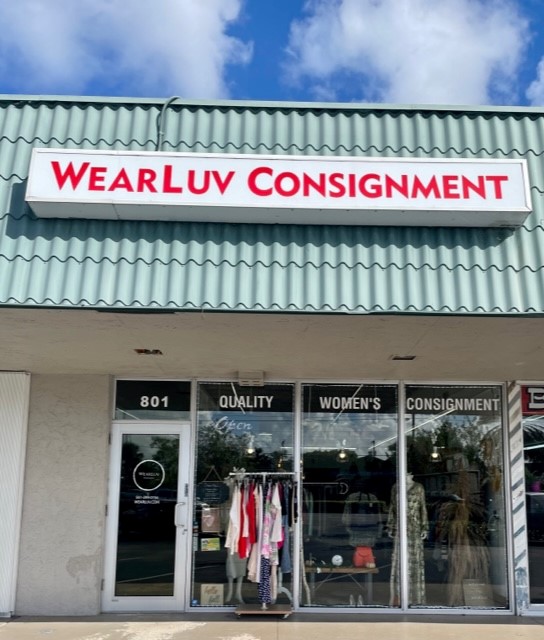 WEARLUV CONSIGNMENT
801
QUALITY
WOMEN'S
CONSIGNMENT
Open